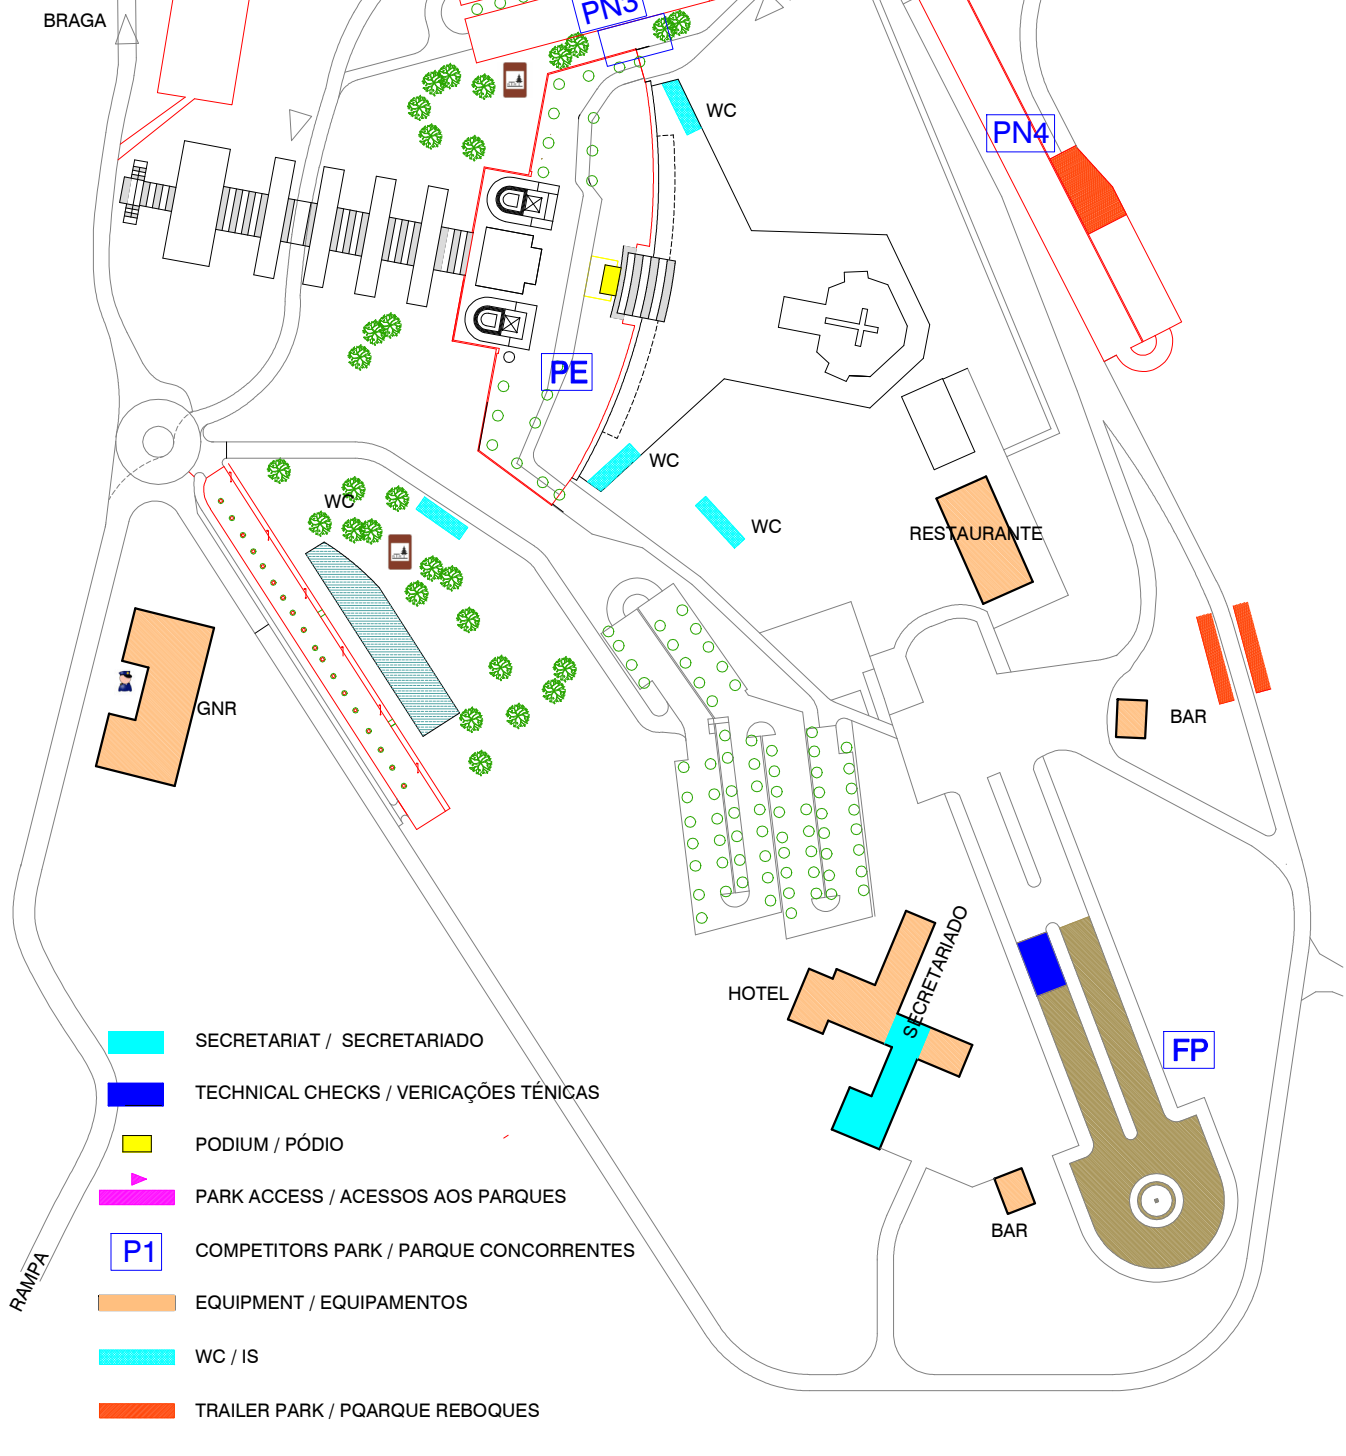 BRAGA
PN3
WC
PN4
PE
WC
WC
WC
RESTAURANTE
GNR
BAR
HOTEL
SECRETARIADO
FP
BAR
RAMPA
SECRETARIAT / SECRETARIADO
TECHNICAL CHECKS / VERICAÇÕES TÉNICAS
PODIUM / PÓDIO
PARK ACCESS / ACESSOS AOS PARQUES
P1
COMPETITORS PARK / PARQUE CONCORRENTES
EQUIPMENT / EQUIPAMENTOS
WC / IS
TRAILER PARK / PQARQUE REBOQUES